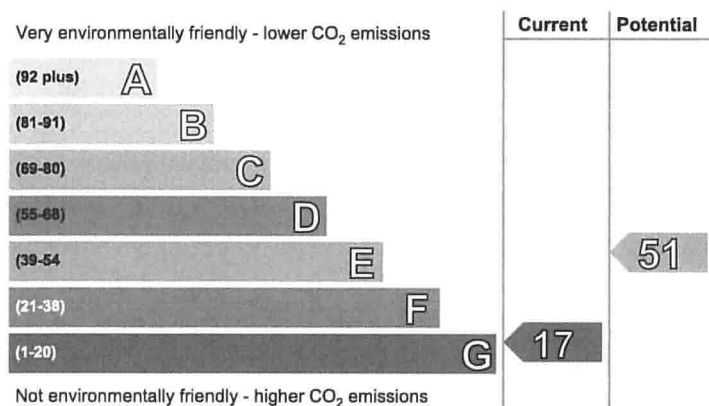 Current Potential
Very environmentally friendly - lower CO₂ emissions
(92 plus) A
(81-91) B
(69-80) C
(55-68) D
(39-54 E
51
(21-38) F
(1-20) G
17
Not environmentally friendly - higher CO₂ emissions